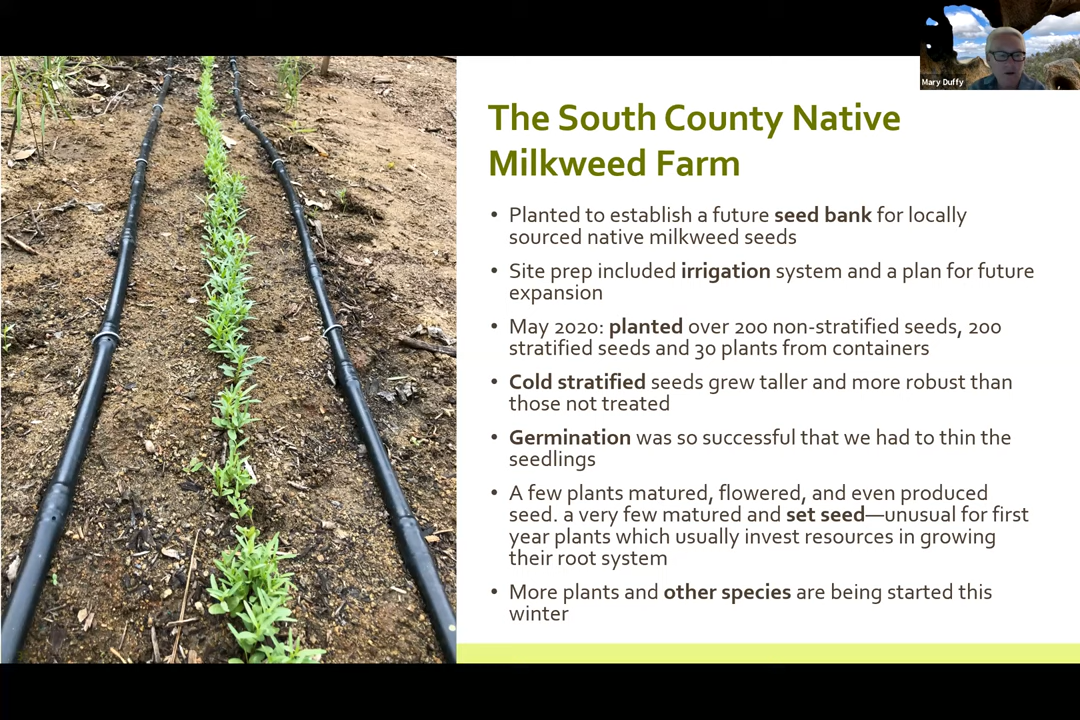 Mary Duffy
The South County Native
Milkweed Farm
• Planted to establish a future seed bank for locally
sourced native milkweed seeds
• Site prep included irrigation system and a plan for future
expansion
• May 2020: planted over 200 non-stratified seeds, 200
stratified seeds and 30 plants from containers
• Cold stratified seeds grew taller and more robust than
those not treated
• Germination was so successful that we had to thin the
seedlings
• A few plants matured, flowered, and even produced
seed. a very few matured and set seed—unusual for first
year plants which usually invest resources in growing
their root system
• More plants and other species are being started this
winter